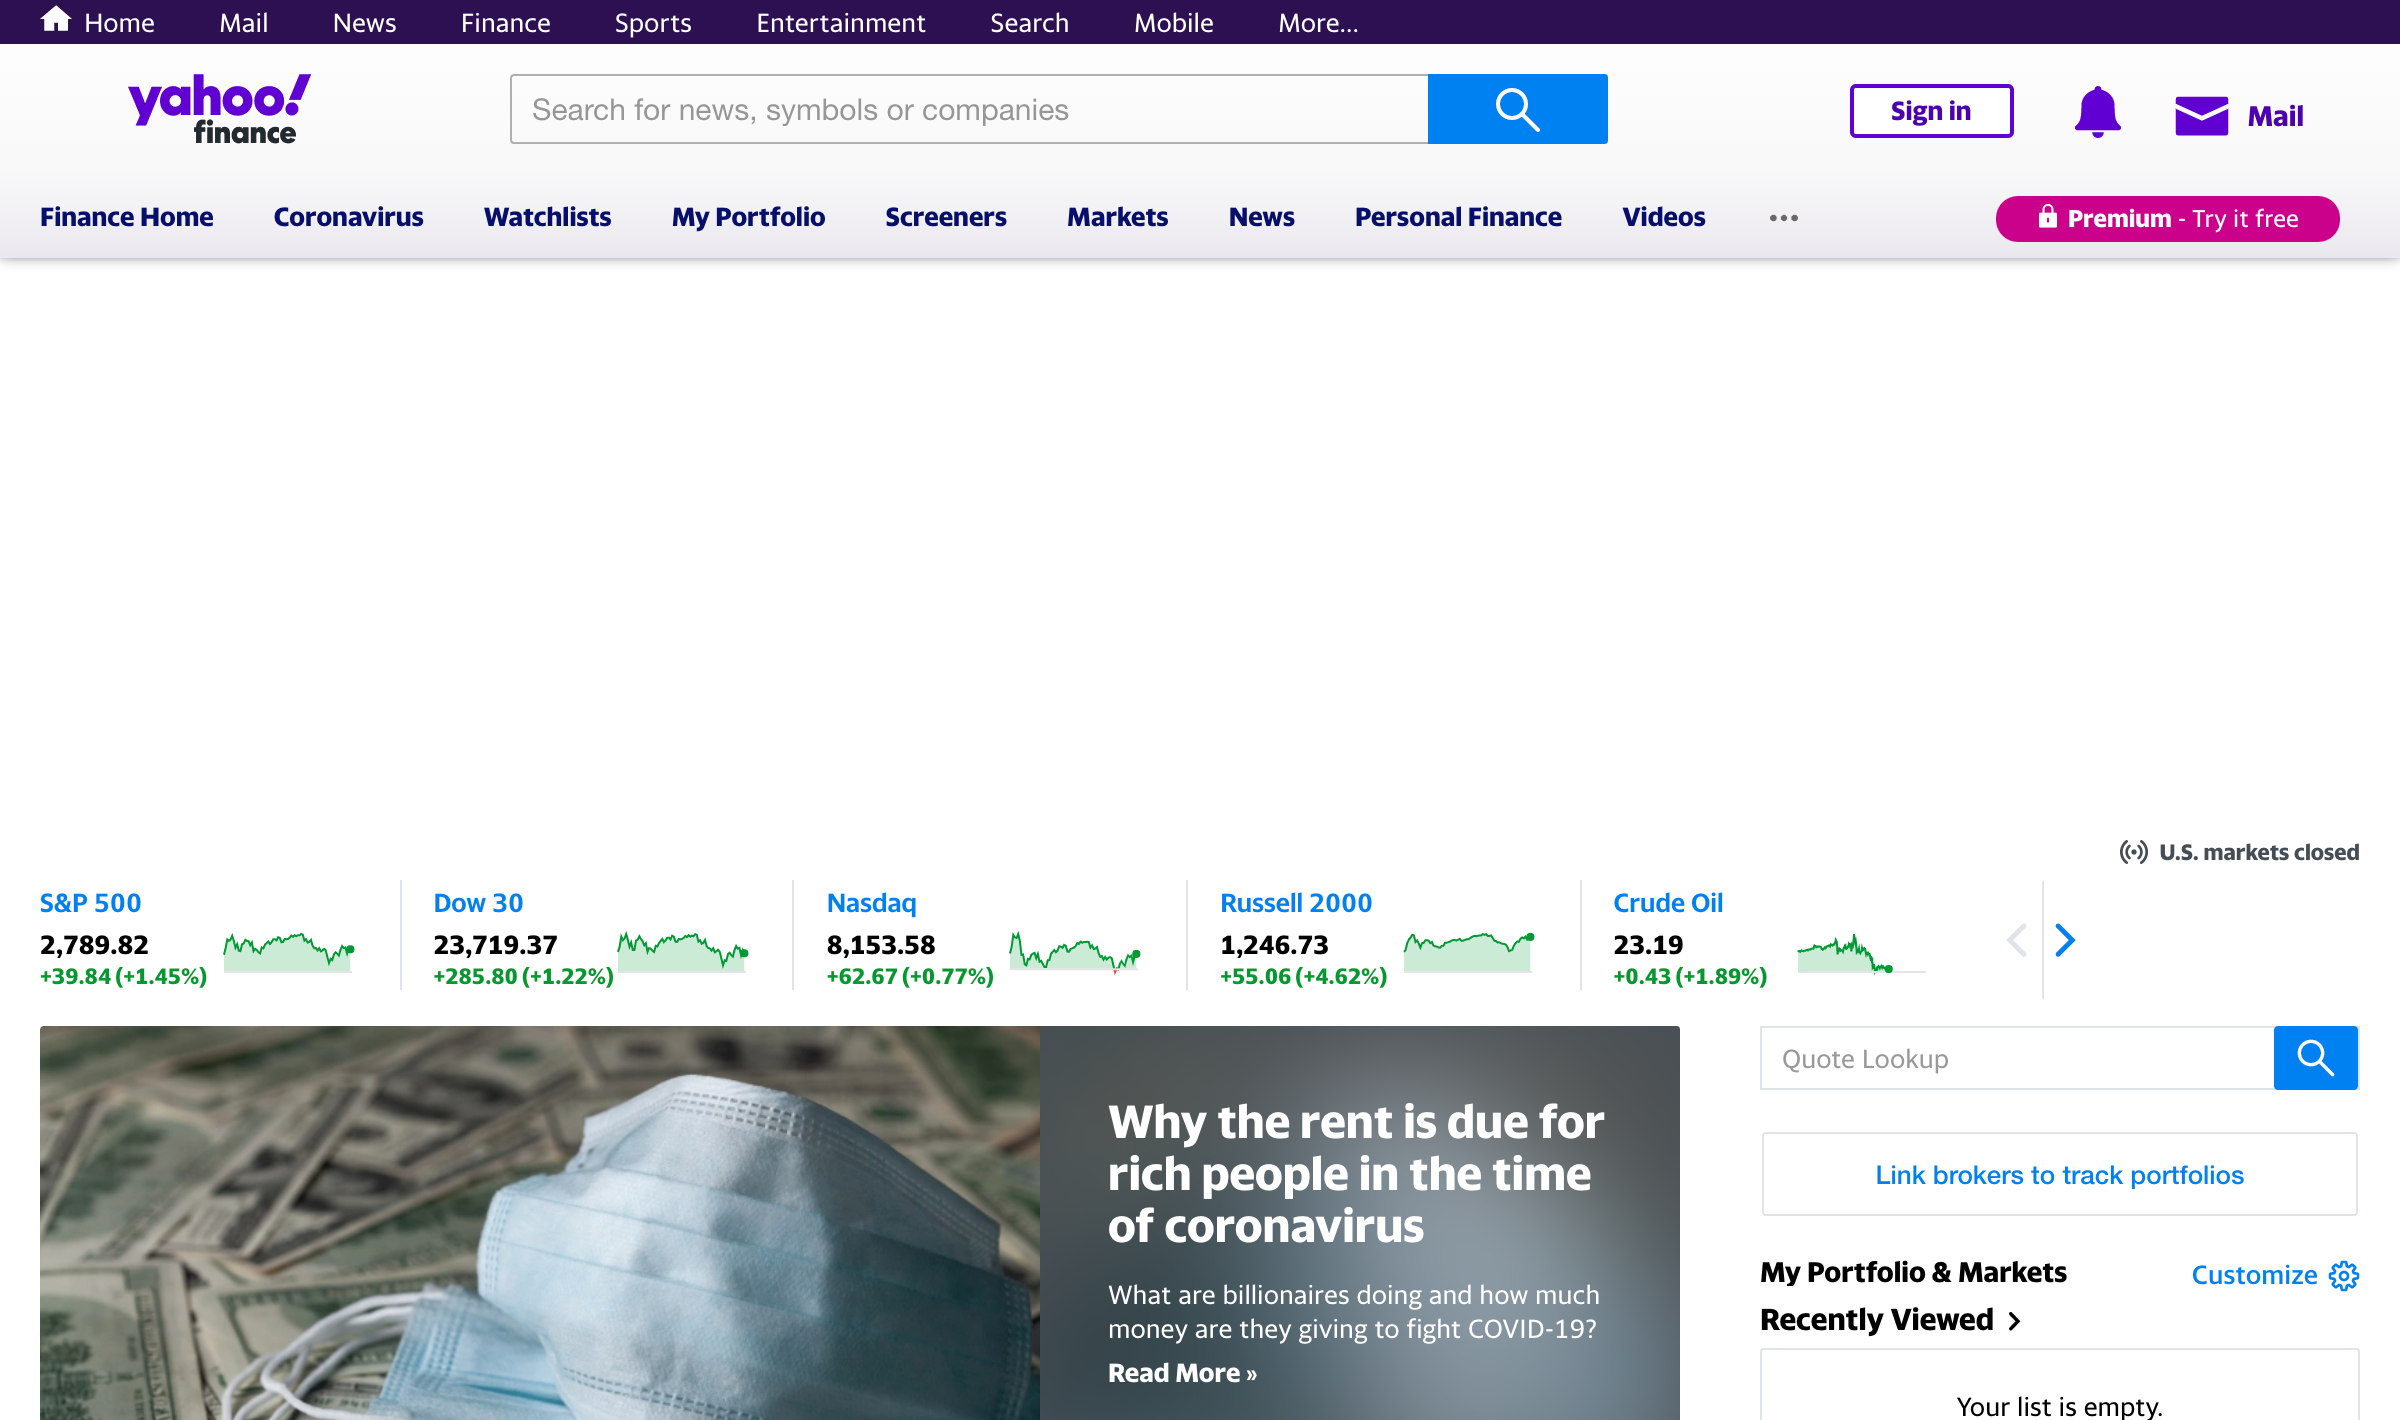 Home Mail News Finance Sports Entertainment Search Mobile More...
yahoo!
finance
Search for news, symbols or companies
Sign in
Mail
Finance Home Coronavirus Watchlists My Portfolio Screeners Markets News Personal Finance Videos
Premium - Try it free
U.S. markets closed
S&P 500
2,789.82
+39.84 (+1.45%)
Dow 30
23,719.37
+285.80 (+1.22%)
Nasdaq
8,153.58
+62.67 (+0.77%)
Russell 2000
1,246.73
+55.06 (+4.62%)
Crude Oil
23.19
+0.43 (+1.89%)
Why the rent is due for
rich people in the time
of coronavirus
What are billionaires doing and how much
money are they giving to fight COVID-19?
Read More »
Quote Lookup
Link brokers to track portfolios
My Portfolio & Markets
Customize
Recently Viewed >
Your list is empty.